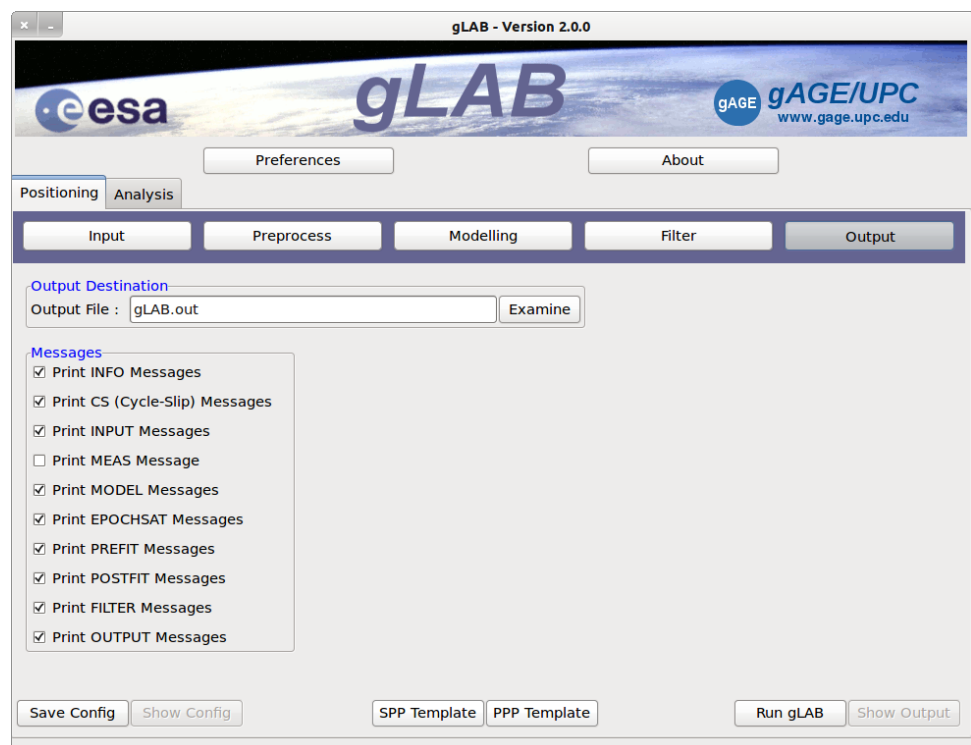 gLAB - Version 2.0.0
esa
gLAB
gAGE
gAGE/UPC
www.gage.upc.edu
Preferences
About
Positioning
Analysis
Input
Preprocess
Modelling
Filter
Output
Output Destination
Output File :
gLAB.out
Examine
Messages
Print INFO Messages
Print CS (Cycle-Slip) Messages
Print INPUT Messages
Print MEAS Message
Print MODEL Messages
Print EPOCHSAT Messages
Print PREFIT Messages
Print POSTFIT Messages
Print FILTER Messages
Print OUTPUT Messages
Save Config
Show Config
SPP Template
PPP Template
Run gLAB
Show Output